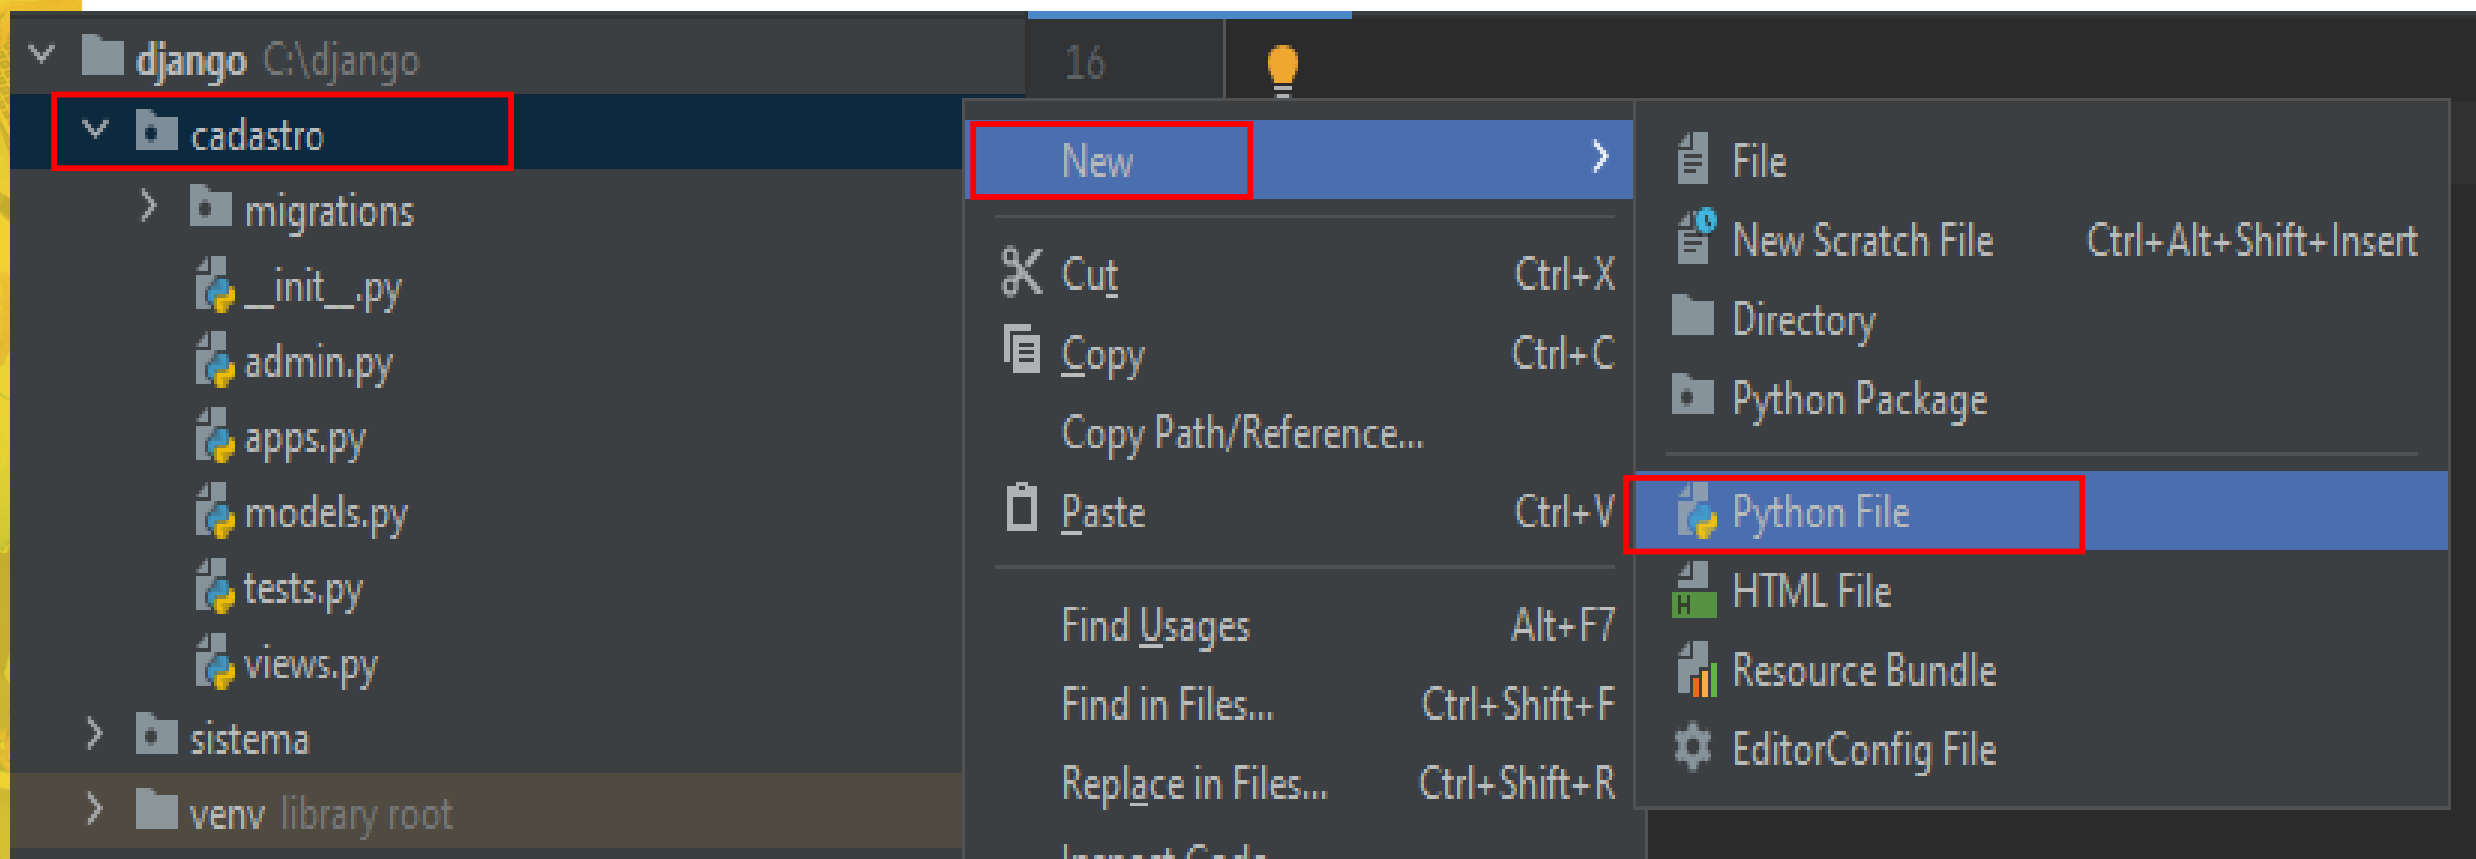 django C:\django
cadastro
migrations
__init__.py
admin.py
apps.py
models.py
tests.py
views.py
sistema
venv library root
16
New
Cut Ctrl+X
Copy Ctrl+C
Copy Path/Reference...
Paste Ctrl+V
Find Usages Alt+F7
Find in Files... Ctrl+Shift+F
Replace in Files... Ctrl+Shift+R
Inspect Code
File
New Scratch File Ctrl+Alt+Shift+Insert
Directory
Python Package
Python File
HTML File
Resource Bundle
EditorConfig File